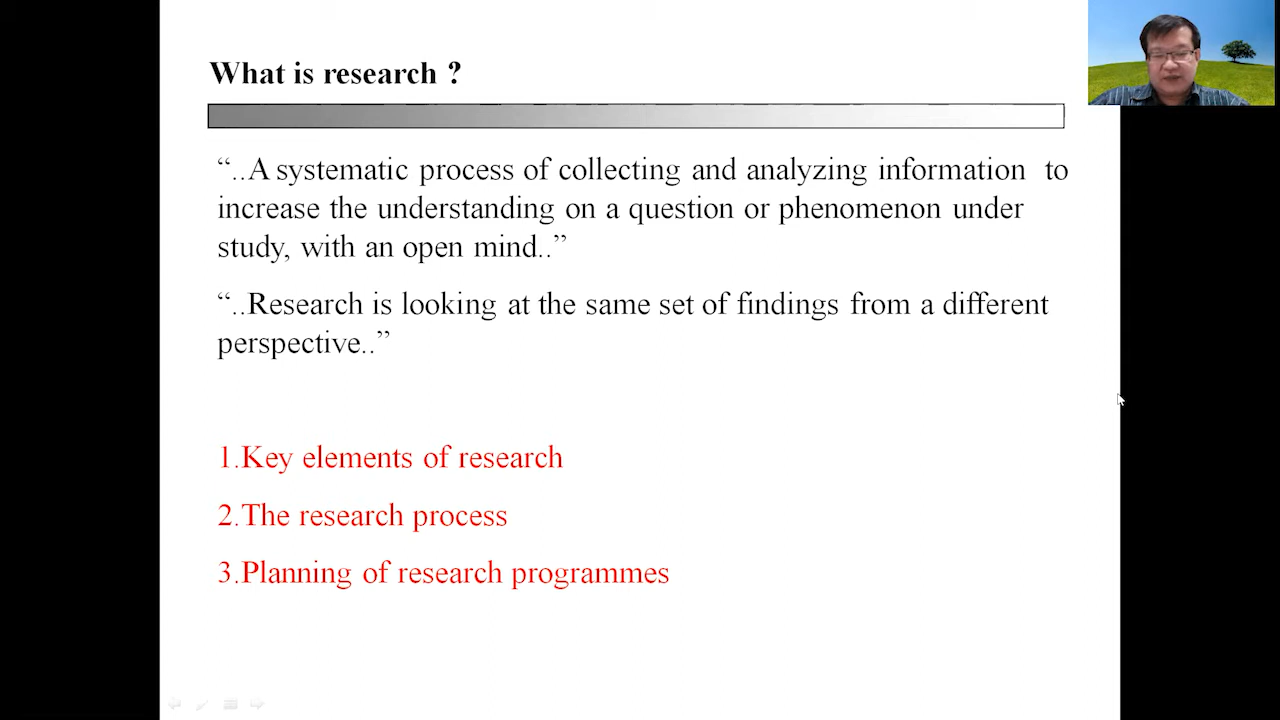 What is research ?
“..A systematic process of collecting and analyzing information to
increase the understanding on a question or phenomenon under
study, with an open mind..”
“..Research is looking at the same set of findings from a different
perspective..”
1.Key elements of research
2.The research process
3.Planning of research programmes